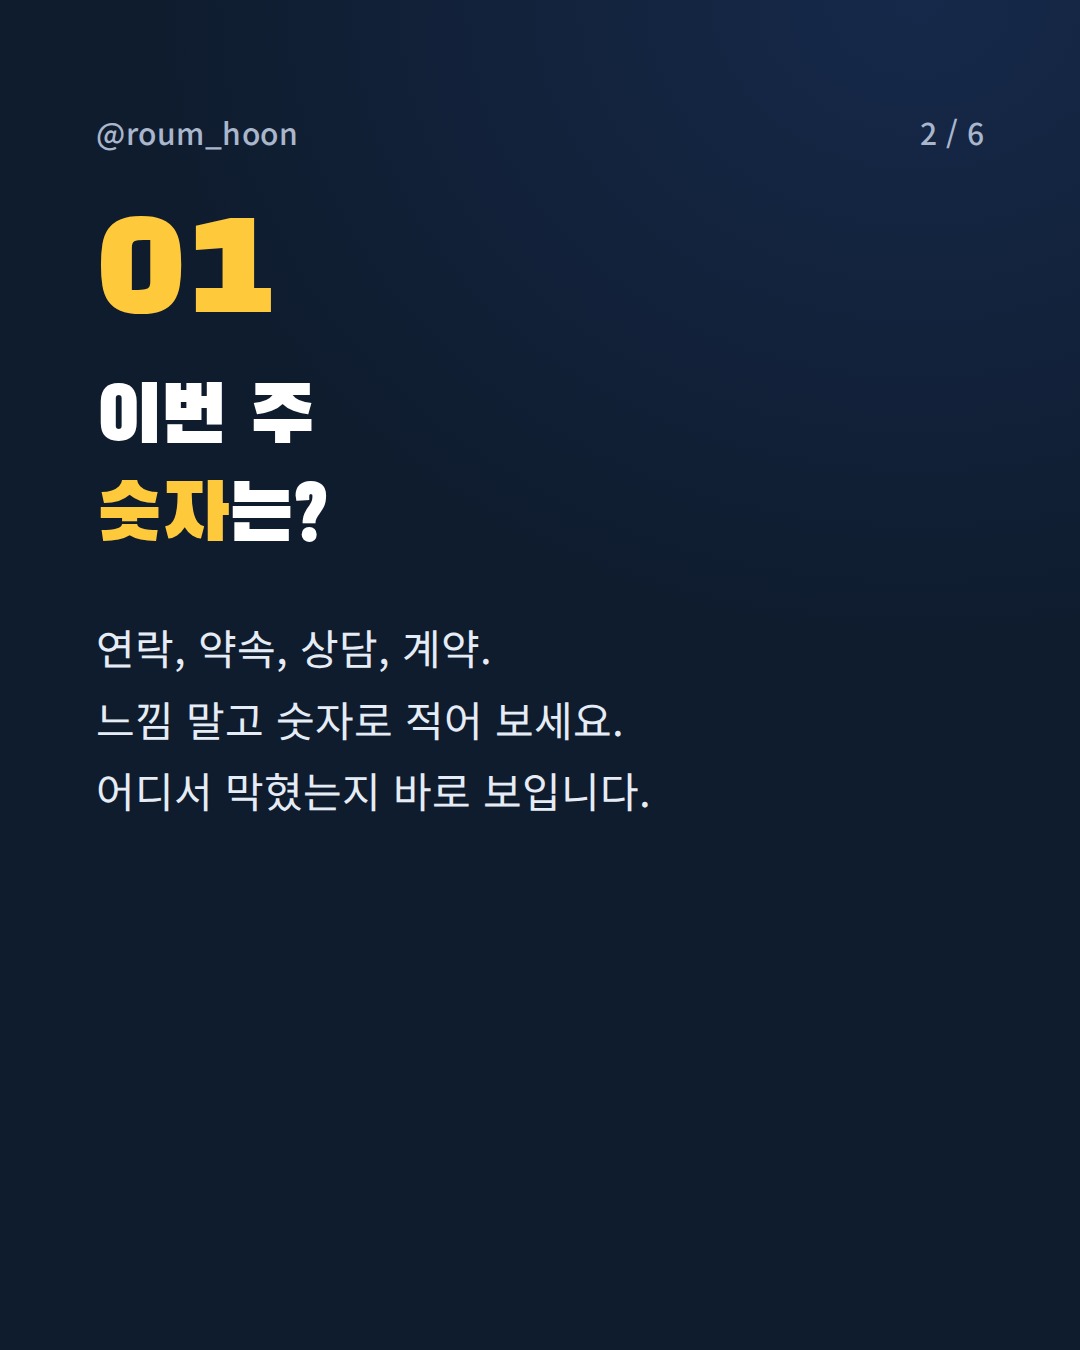 @roum_hoon
2 / 6
01
이번 주
숫자는?
연락, 약속, 상담, 계약.
느낌 말고 숫자로 적어 보세요.
어디서 막혔는지 바로 보입니다.